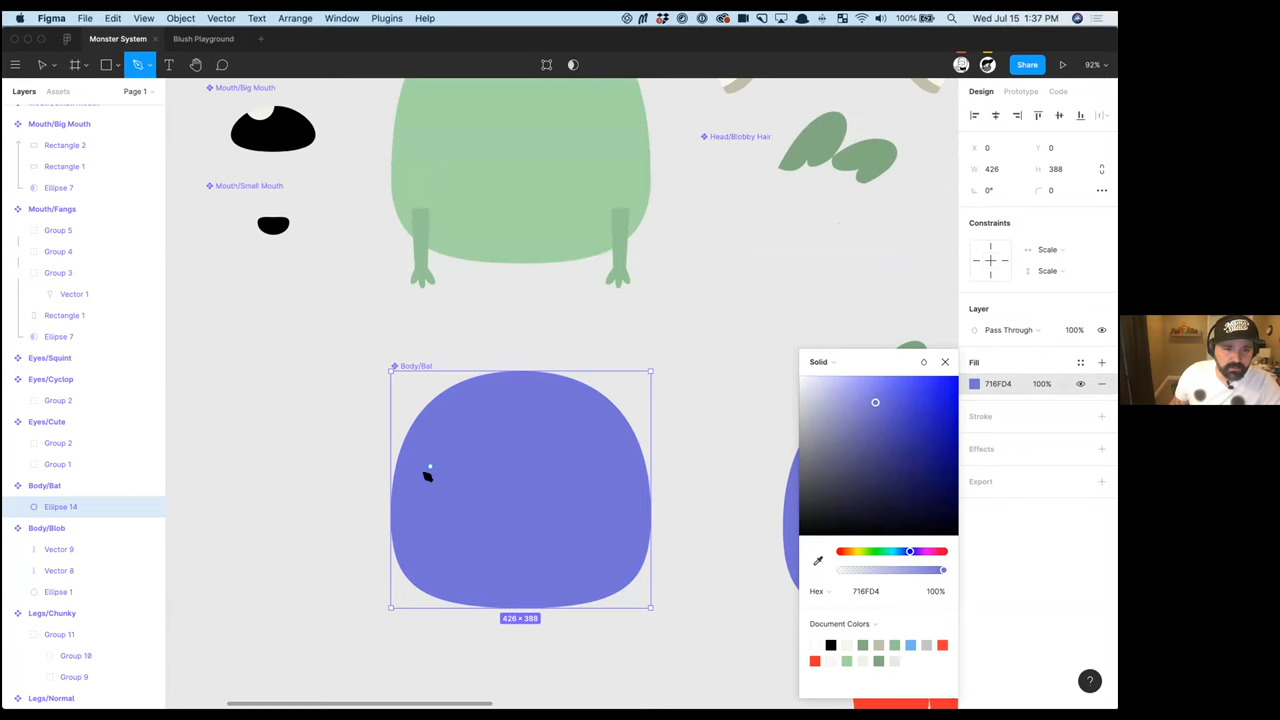 Figma File Edit View Object Vector Text Arrange Window Plugins Help 100% Wed Jul 15 1:37 PM
Monster System Blush Playground
Share 92%
Layers Assets Page 1
Mouth/Big Mouth
Rectangle 2
Rectangle 1
Ellipse 7
Mouth/Fangs
Group 5
Group 4
Group 3
Vector 1
Rectangle 1
Ellipse 7
Eyes/Squint
Eyes/Cyclop
Group 2
Eyes/Cute
Group 2
Group 1
Body/Bat
Ellipse 14
Body/Blob
Vector 9
Vector 8
Ellipse 1
Legs/Chunky
Group 11
Group 10
Group 9
Legs/Normal
Mouth/Big Mouth
Mouth/Small Mouth
Head/Blobby Hair
Body/Bat
426 × 388
Solid
Hex 716FD4 100%
Document Colors
Design Prototype Code
X 0 Y 0
W 426 H 388
0° 0
Constraints
Scale
Scale
Layer
Pass Through 100%
Fill
716FD4 100%
Stroke
Effects
Export
?